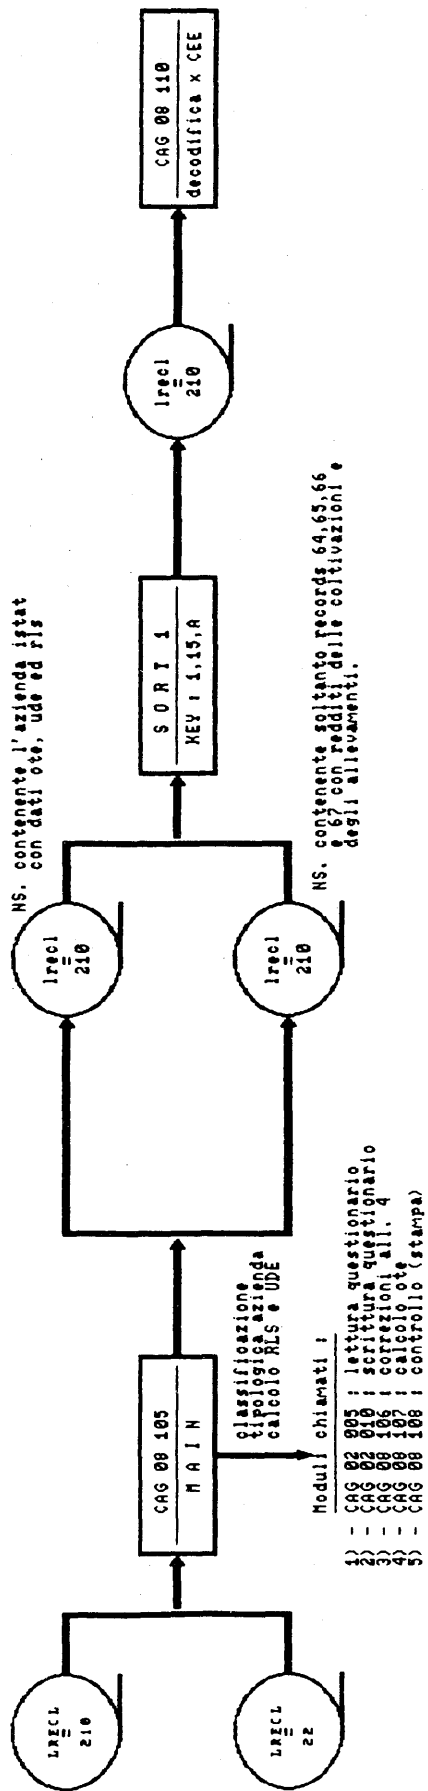 LRECL
=
210
LRECL
=
22
CAG 08 105
MAIN
classificazione
tipologica azienda
calcolo RLS e UDE
Moduli chiamati :
1) - CAG 02 005 : lettura questionario
2) - CAG 02 010 : scrittura questionario
3) - CAG 08 106 : correzioni all. 4
4) - CAG 08 107 : calcolo ote
5) - CAG 08 108 : controllo (stampa)
lrecl
=
210
NS. contenente l'azienda istat
con dati ote, ude ed rls
lrecl
=
210
NS. contenente soltanto records 64,65,66
e 67 con redditi delle coltivazioni e
degli allevamenti.
SORT 1
KEY : 1,15,A
lrecl
=
210
CAG 08 110
decodifica x CEE